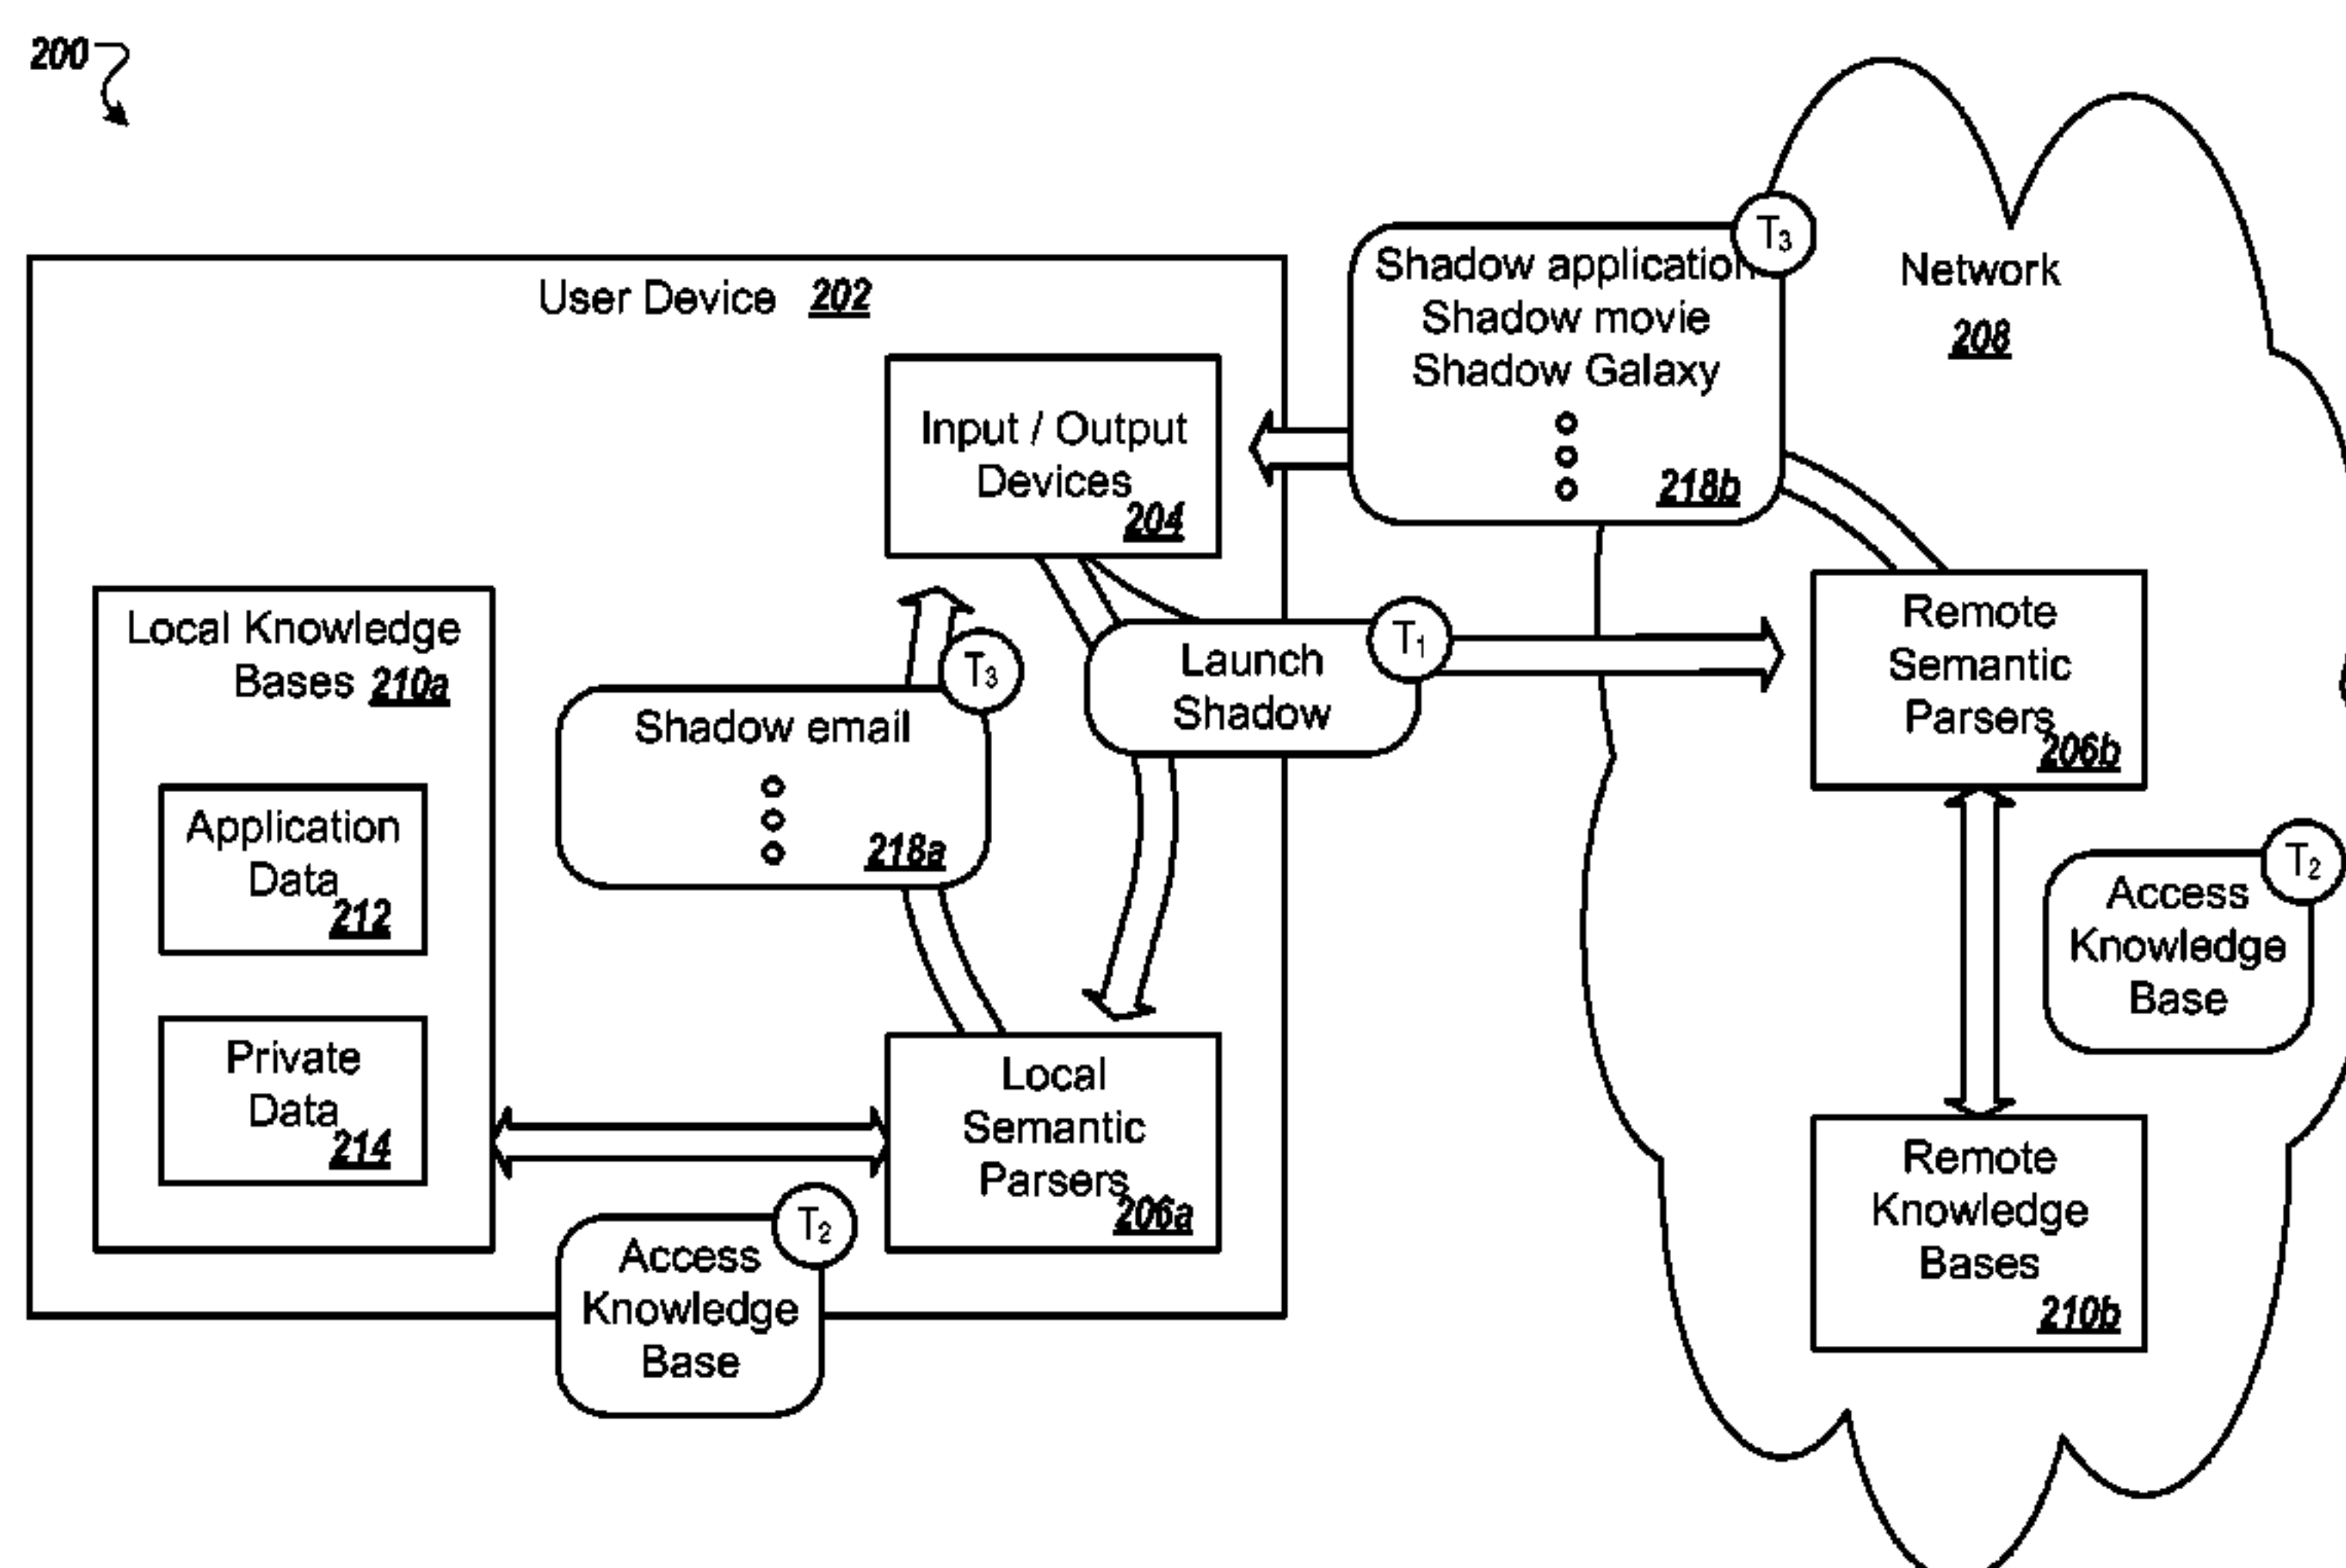 200
User Device 202
Input / Output
Devices
204
Local Knowledge
Bases 210a
Application
Data
212
Private
Data
214
Shadow email
218a
T3
Launch
Shadow
T1
Local
Semantic
Parsers
206a
Access
Knowledge
Base
T2
Shadow application
Shadow movie
Shadow Galaxy
218b
T3
Network
208
Remote
Semantic
Parsers
206b
Access
Knowledge
Base
T2
Remote
Knowledge
Bases
210b